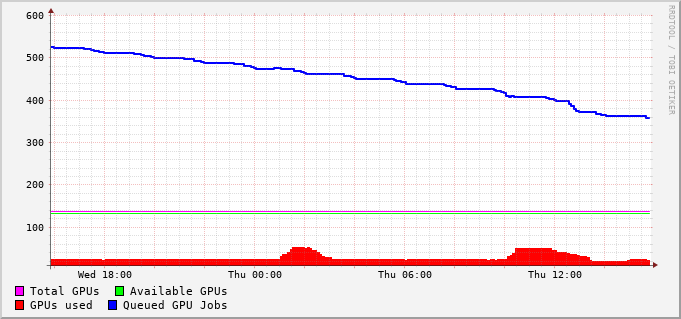 600
500
400
300
200
100
Wed 18:00 Thu 00:00 Thu 06:00 Thu 12:00
Total GPUs Available GPUs
GPUs used Queued GPU Jobs
RRDTOOL / TOBI OETIKER